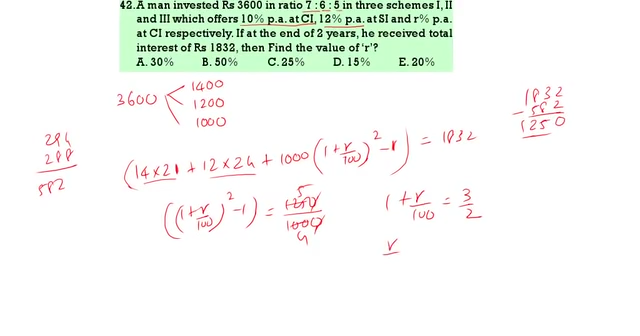 42.A man invested Rs 3600 in ratio 7 : 6 : 5 in three schemes I, II
and III which offers 10% p.a. at CI, 12% p.a. at SI and r% p.a.
at CI respectively. If at the end of 2 years, he received total
interest of Rs 1832, then Find the value of ‘r’?
A. 30% B. 50% C. 25% D. 15% E. 20%
3600 < 1400
1200
1000
1832
- 582
1250
294
288
582
(14×21 + 12×24 + 1000 (1+r/100)² - 1) = 1832
((1+r/100)² - 1) = 1250/1000 5/4
1 + r/100 = 3/2
r